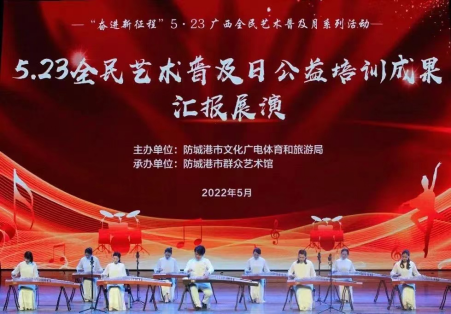 ——“奋进新征程”5·23广西全民艺术普及月系列活动——
5.23全民艺术普及日公益培训成果
汇报展演
主办单位：防城港市文化广电体育和旅游局
承办单位：防城港市群众艺术馆
2022年5月